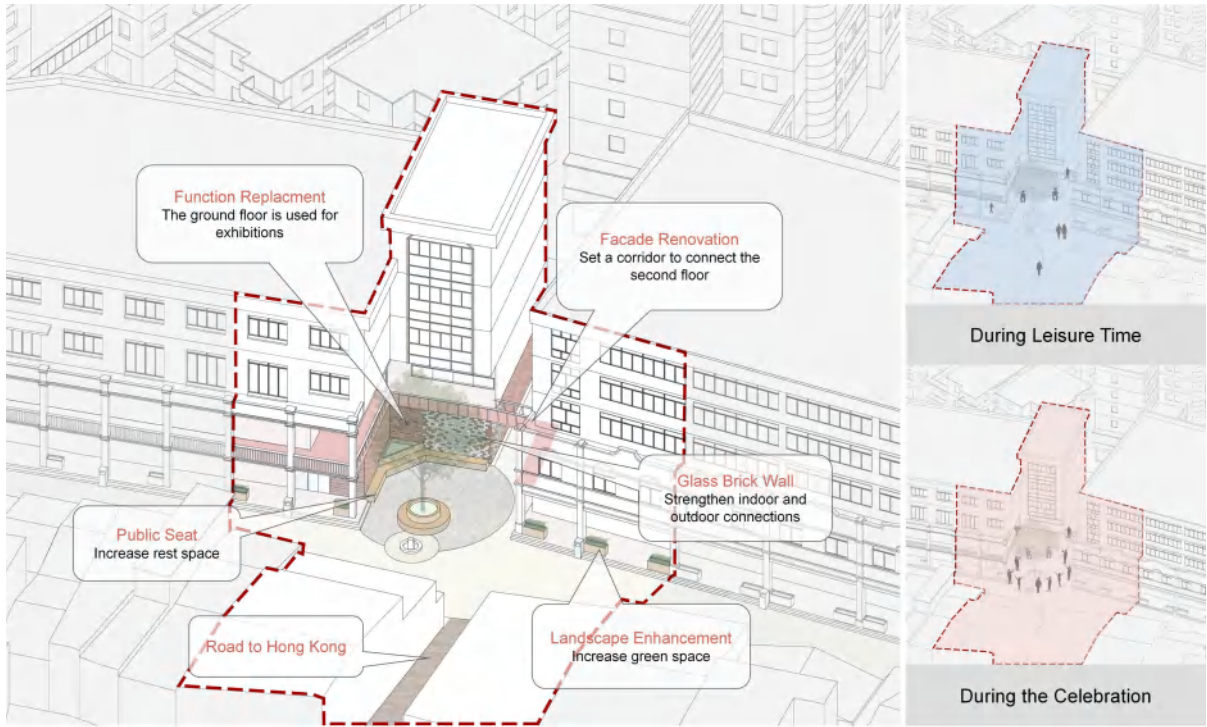 Function Replacment
The ground floor is used for
exhibitions
Facade Renovation
Set a corridor to connect the
second floor
Glass Brick Wall
Strengthen indoor and
outdoor connections
Public Seat
Increase rest space
Road to Hong Kong
Landscape Enhancement
Increase green space
During Leisure Time
During the Celebration